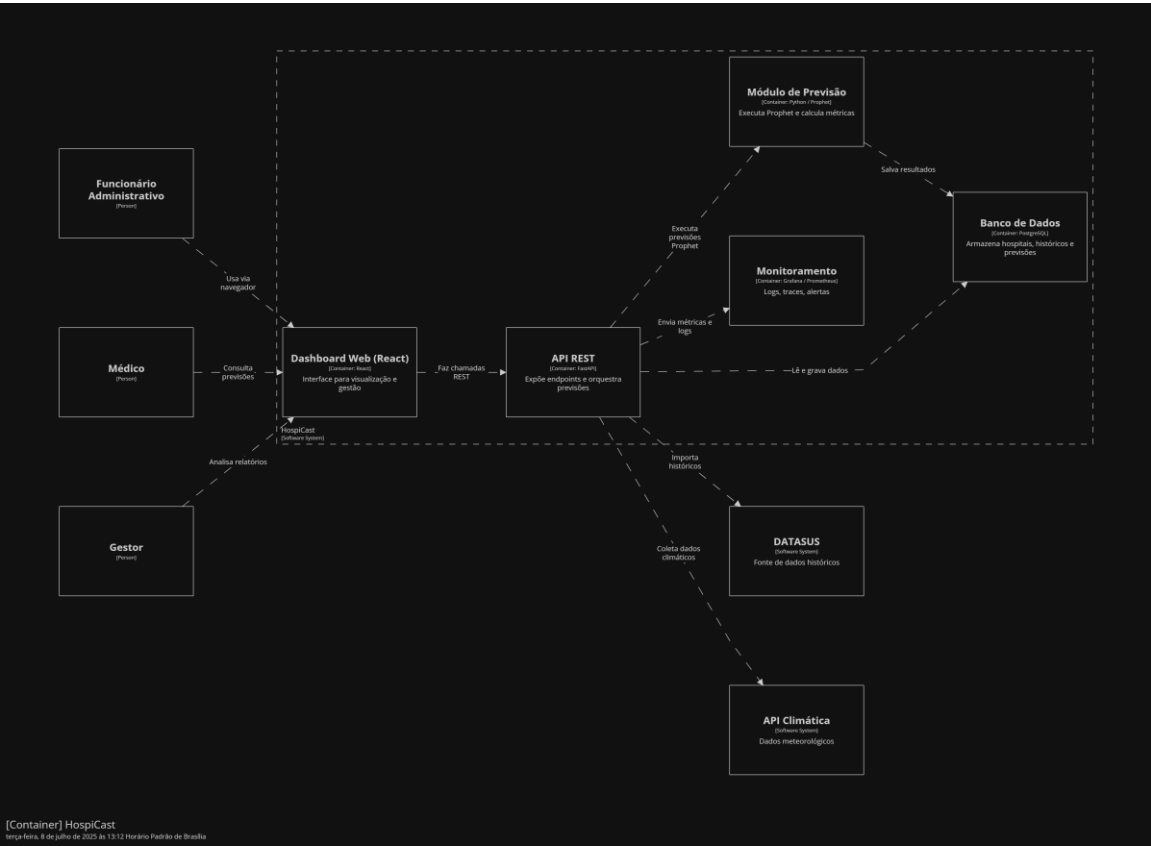 Módulo de Previsão
[Container: Python / Prophet]
Executa Prophet e calcula métricas
Funcionário
Administrativo
[Person]
Salva resultados
Banco de Dados
[Container: PostgreSQL]
Armazena hospitais, históricos e
previsões
Executa
previsões
Prophet
Monitoramento
[Container: Grafana / Prometheus]
Logs, traces, alertas
Usa via
navegador
Envia métricas e
logs
Médico
[Person]
Consulta
previsões
Dashboard Web (React)
[Container: React]
Interface para visualização e
gestão
Faz chamadas
REST
API REST
[Container: FastAPI]
Expõe endpoints e orquestra
previsões
Lê e grava dados
HospiCast
[Software System]
Analisa relatórios
Importa
históricos
Gestor
[Person]
DATASUS
[Software System]
Fonte de dados históricos
Coleta dados
climáticos
API Climática
[Software System]
Dados meteorológicos
[Container] HospiCast
terça-feira, 8 de julho de 2025 às 13:12 Horário Padrão de Brasília